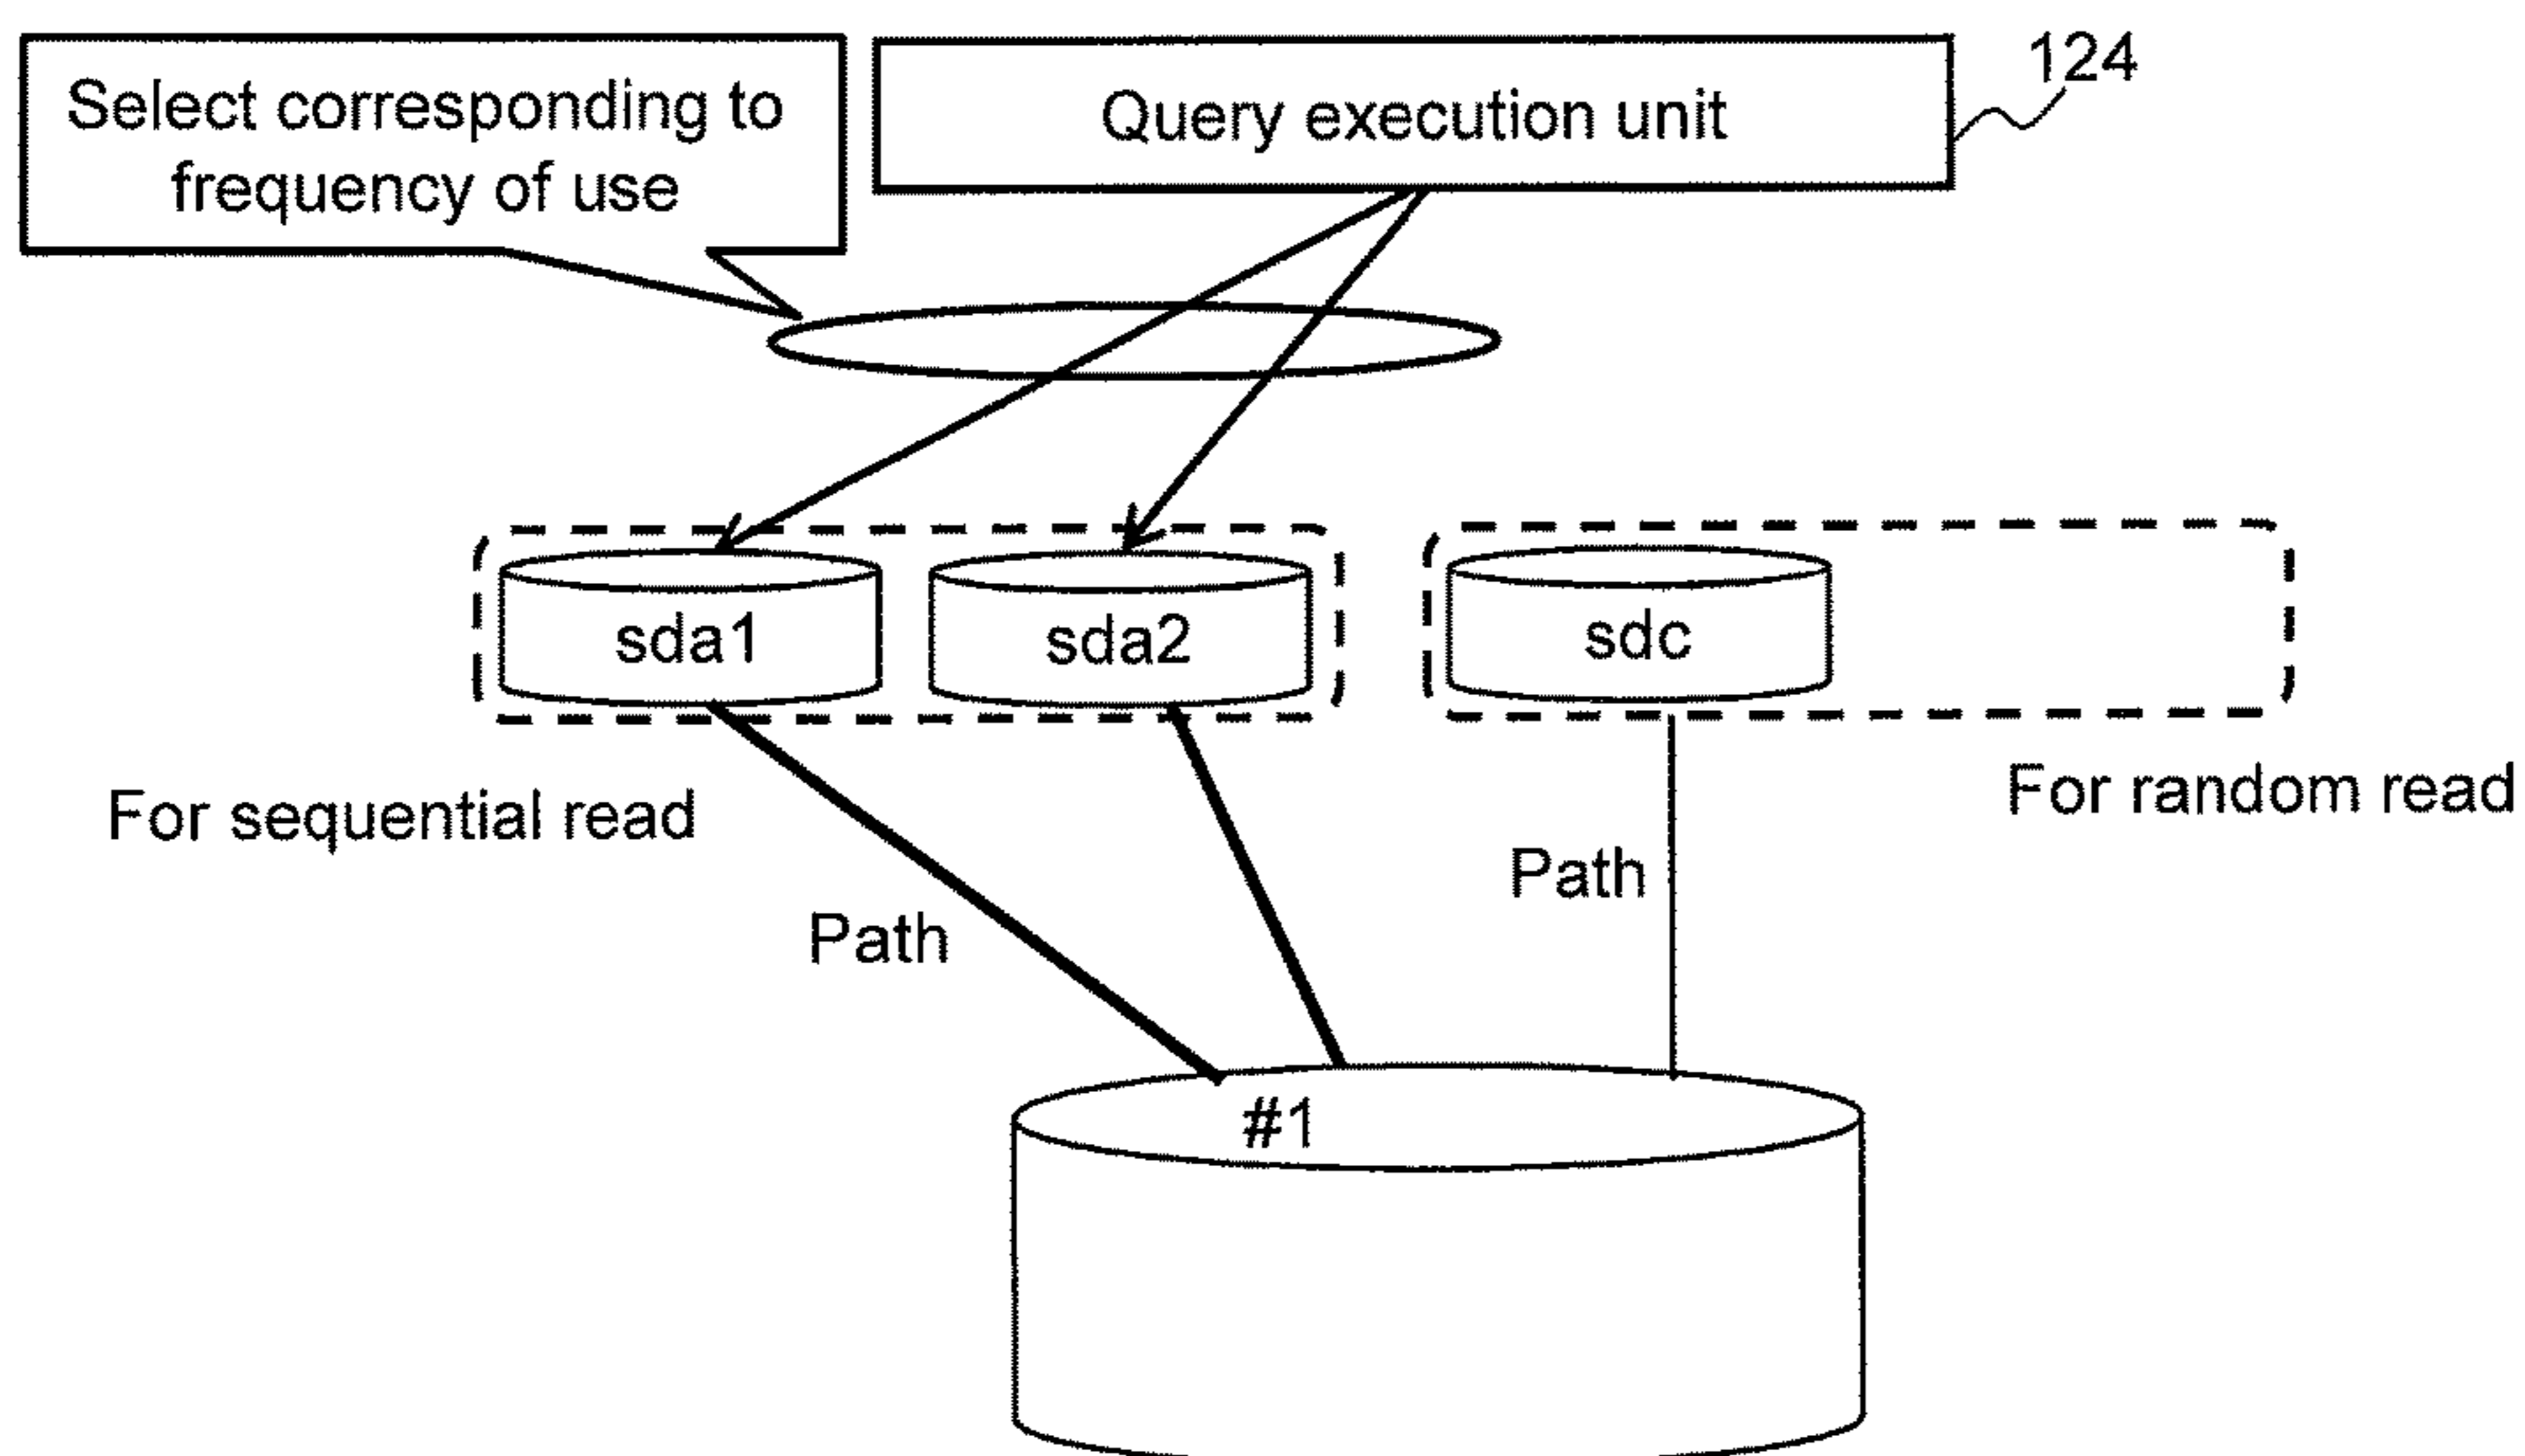 Select corresponding to
frequency of use
Query execution unit
124
sda1
sda2
sdc
For sequential read
For random read
Path
Path
#1